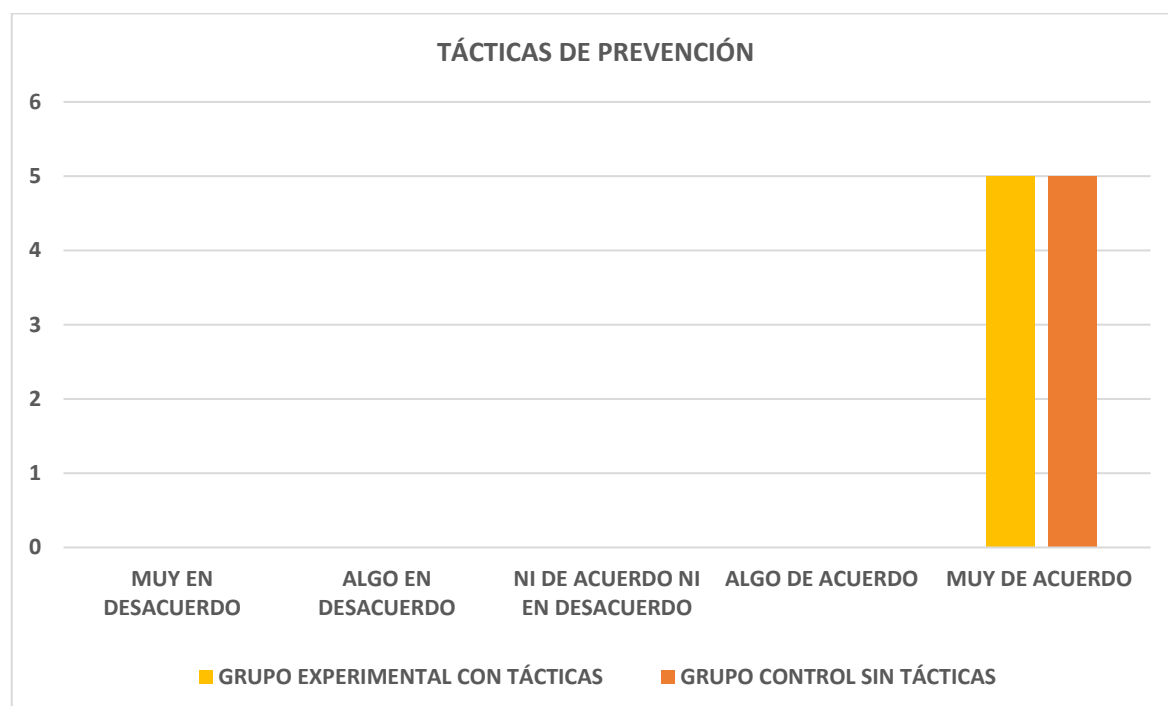 TÁCTICAS DE PREVENCIÓN
6
5
4
3
2
1
0
MUY EN
DESACUERDO
ALGO EN
DESACUERDO
NI DE ACUERDO NI
EN DESACUERDO
ALGO DE ACUERDO
MUY DE ACUERDO
GRUPO EXPERIMENTAL CON TÁCTICAS
GRUPO CONTROL SIN TÁCTICAS